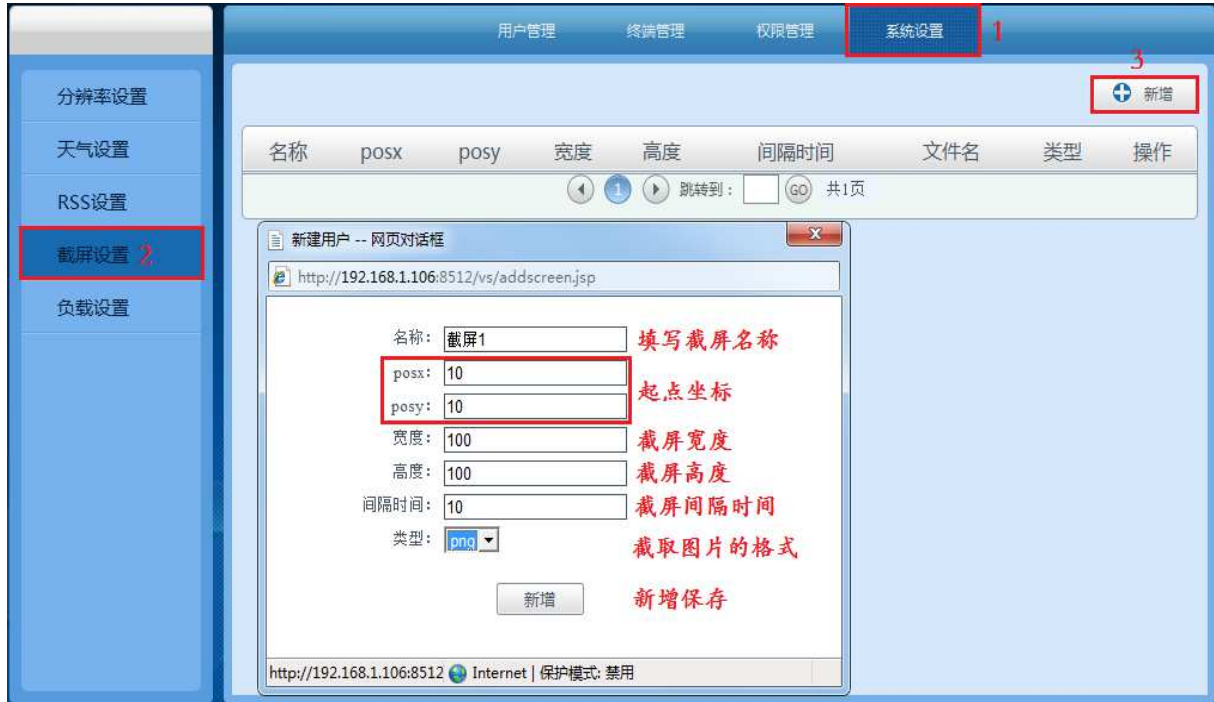 用户管理 终端管理 权限管理 系统设置 1
3
新增
分辨率设置
天气设置
RSS设置
截屏设置 2
负载设置
名称 posx posy 宽度 高度 间隔时间 文件名 类型 操作
1 跳转到： GO 共1页
新建用户 -- 网页对话框
http://192.168.1.106:8512/vs/addscreen.jsp
名称： 截屏1 填写截屏名称
posx： 10
起点坐标
posy： 10
宽度： 100 截屏宽度
高度： 100 截屏高度
间隔时间： 10 截屏间隔时间
类型： png 截取图片的格式
新增 新增保存
http://192.168.1.106:8512 Internet | 保护模式: 禁用